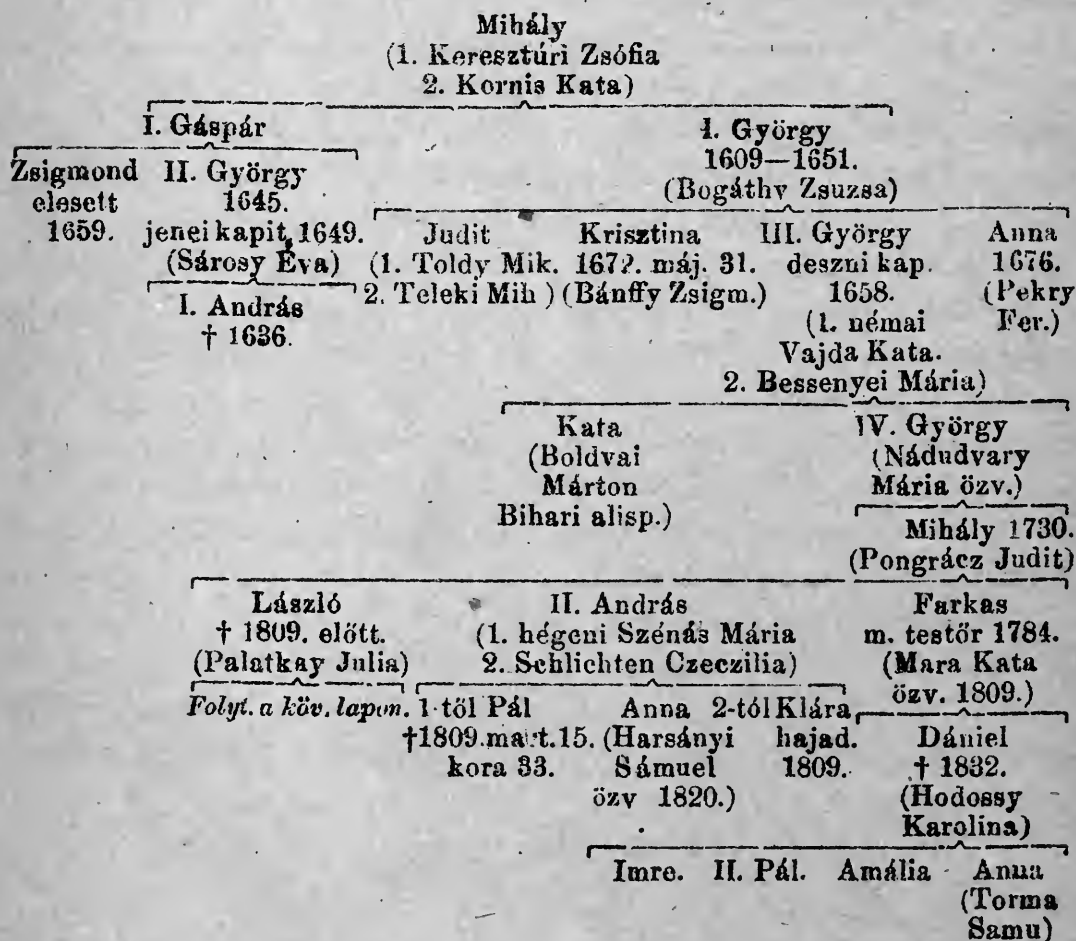 Mihály
(1. Keresztúri Zsófia
2. Kornis Kata)
I. Gáspár
I. György
1609—1651.
(Bogáthy Zsuzsa)
Zsigmond
elesett
1659.
II. György
1645.
jenei kapit. 1649.
(Sárosy Éva)
I. András
† 1636.
Judit
(1. Toldy Mik.
2. Teleki Mih )
Krisztina
máj. 31.
(Bánffy Zsigm.)
III. György
deszni kap.
1658.
(1. némai
Vajda Kata.
2. Bessenyei Mária)
Anna
1676.
(Pekry
Fer.)
Kata
(Boldvai
Márton
Bihari alisp.)
IV. György
(Nádudvary
Mária özv.)
Mihály 1730.
(Pongrácz Judit)
László
† 1809. előtt.
(Palatkay Julia)
Folyt. a köv. lapon.
II. András
(1. hégeni Szénás Mária
2. Schlichten Czeczilia)
Farkas
m. testőr 1784.
(Mara Kata
özv. 1809.)
1-től Pál
†1809. mart. 15.
kora 33.
Anna
(Harsányi
Sámuel
özv 1820.)
2-tól Klára
hajad.
1809.
Dániel
† 1832.
(Hodossy
Karolina)
Imre. II. Pál. Amália Anna
(Torma
Samu)